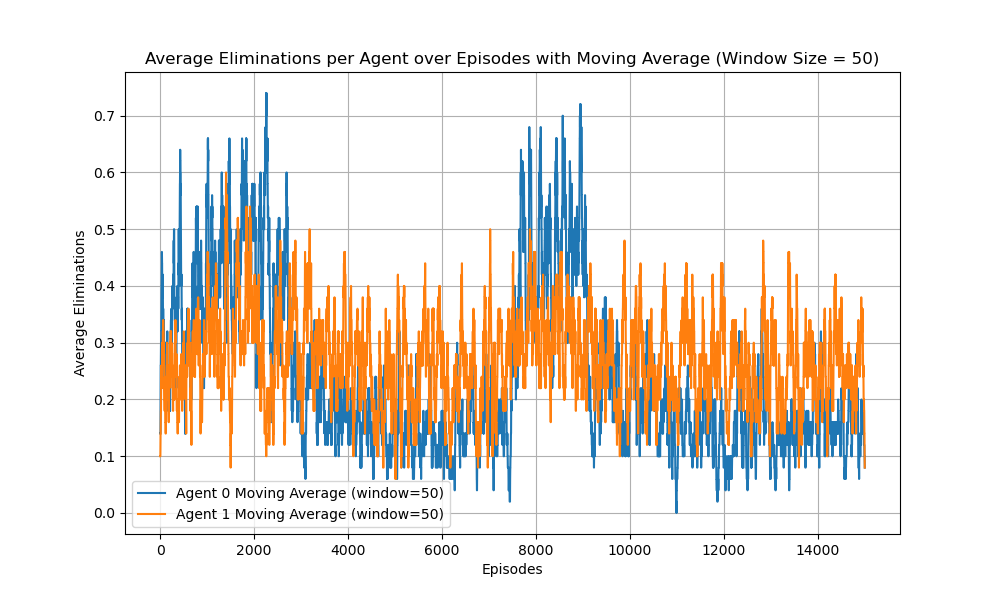 Average Eliminations per Agent over Episodes with Moving Average (Window Size = 50)
Average Eliminations
0.7
0.6
0.5
0.4
0.3
0.2
0.1
0.0
Agent 0 Moving Average (window=50)
Agent 1 Moving Average (window=50)
0 2000 4000 6000 8000 10000 12000 14000
Episodes